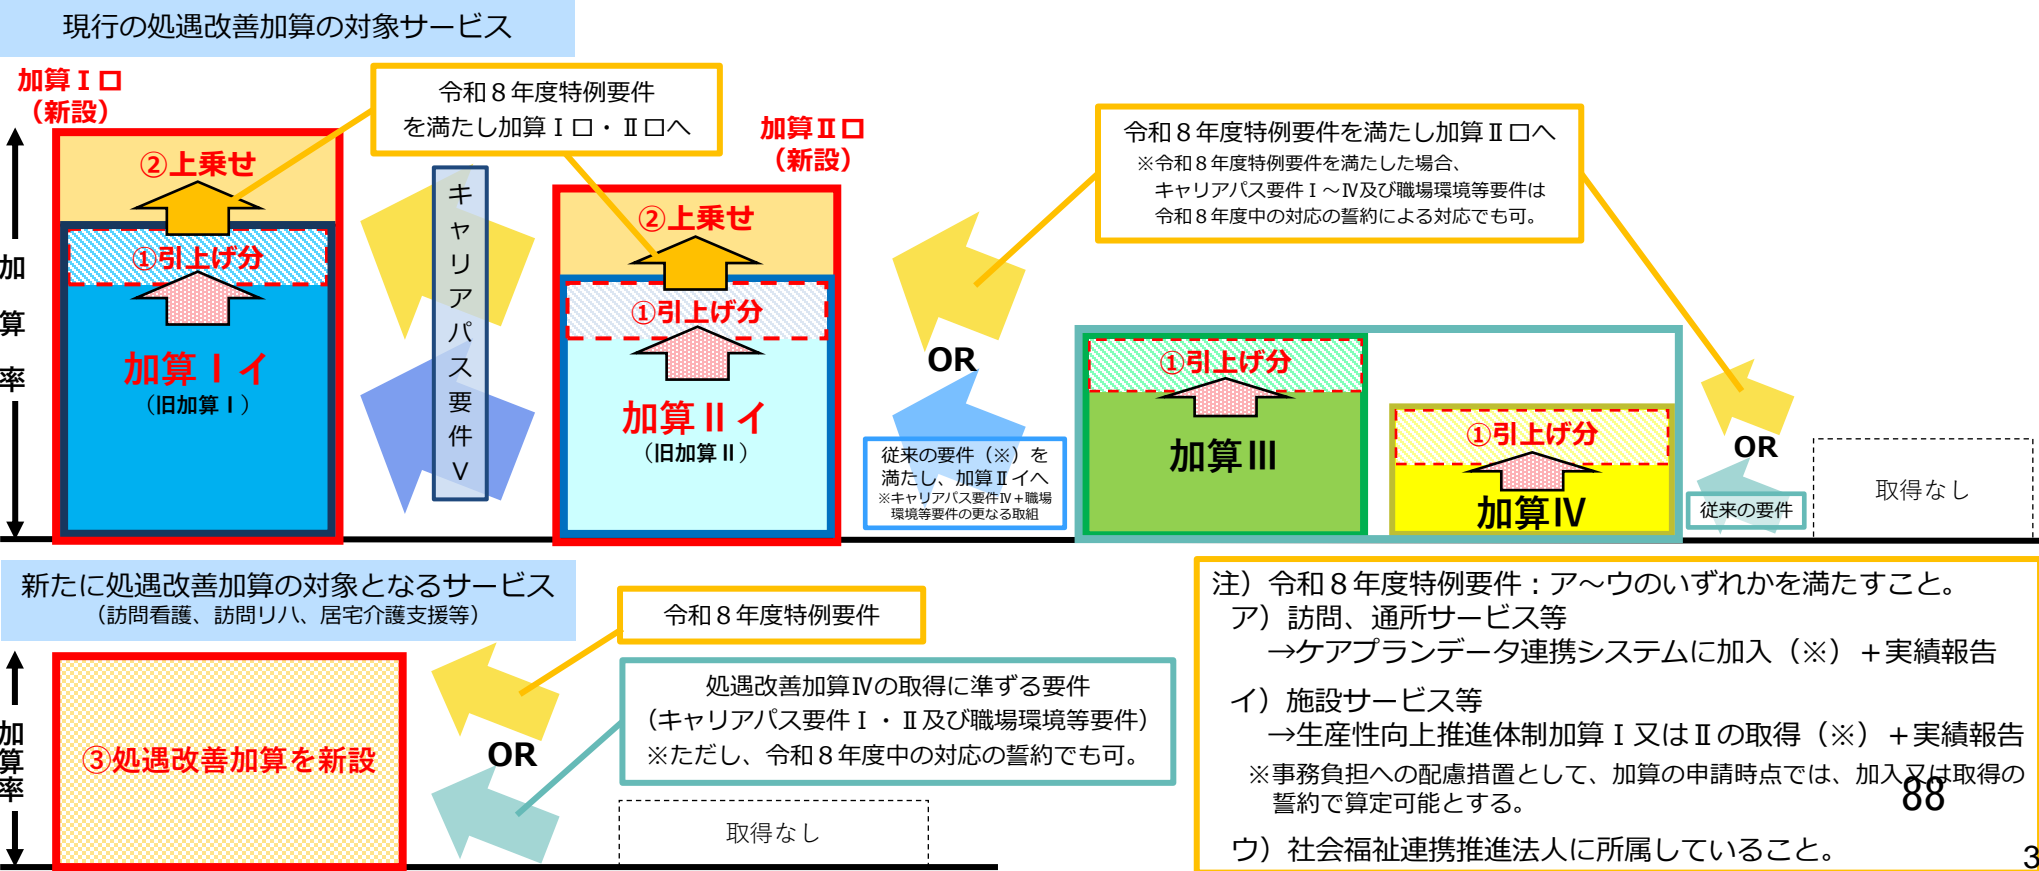 現行の処遇改善加算の対象サービス
加算Ⅰロ
（新設）
令和８年度特例要件
を満たし加算Ⅰロ・Ⅱロへ
加算Ⅱロ
（新設）
令和８年度特例要件を満たし加算Ⅱロへ
※令和８年度特例要件を満たした場合、
キャリアパス要件Ⅰ～Ⅳ及び職場環境等要件は
令和８年度中の対応の誓約による対応でも可。
加算率
②上乗せ
①引上げ分
加算Ⅰイ
（旧加算Ⅰ）
キャリアパス要件Ⅴ
②上乗せ
①引上げ分
加算Ⅱイ
（旧加算Ⅱ）
OR
従来の要件（※）を
満たし、加算Ⅱイへ
※キャリアパス要件Ⅳ＋職場
環境等要件の更なる取組
①引上げ分
加算Ⅲ
①引上げ分
加算Ⅳ
OR
従来の要件
取得なし
新たに処遇改善加算の対象となるサービス
（訪問看護、訪問リハ、居宅介護支援等）
加算率
③処遇改善加算を新設
令和８年度特例要件
OR
処遇改善加算Ⅳの取得に準ずる要件
（キャリアパス要件Ⅰ・Ⅱ及び職場環境等要件）
※ただし、令和８年度中の対応の誓約でも可。
取得なし
注）令和８年度特例要件：ア～ウのいずれかを満たすこと。
ア）訪問、通所サービス等
→ケアプランデータ連携システムに加入（※）＋実績報告
イ）施設サービス等
→生産性向上推進体制加算Ⅰ又はⅡの取得（※）＋実績報告
※事務負担への配慮措置として、加算の申請時点では、加入又は取得の
誓約で算定可能とする。
88
ウ）社会福祉連携推進法人に所属していること。
3